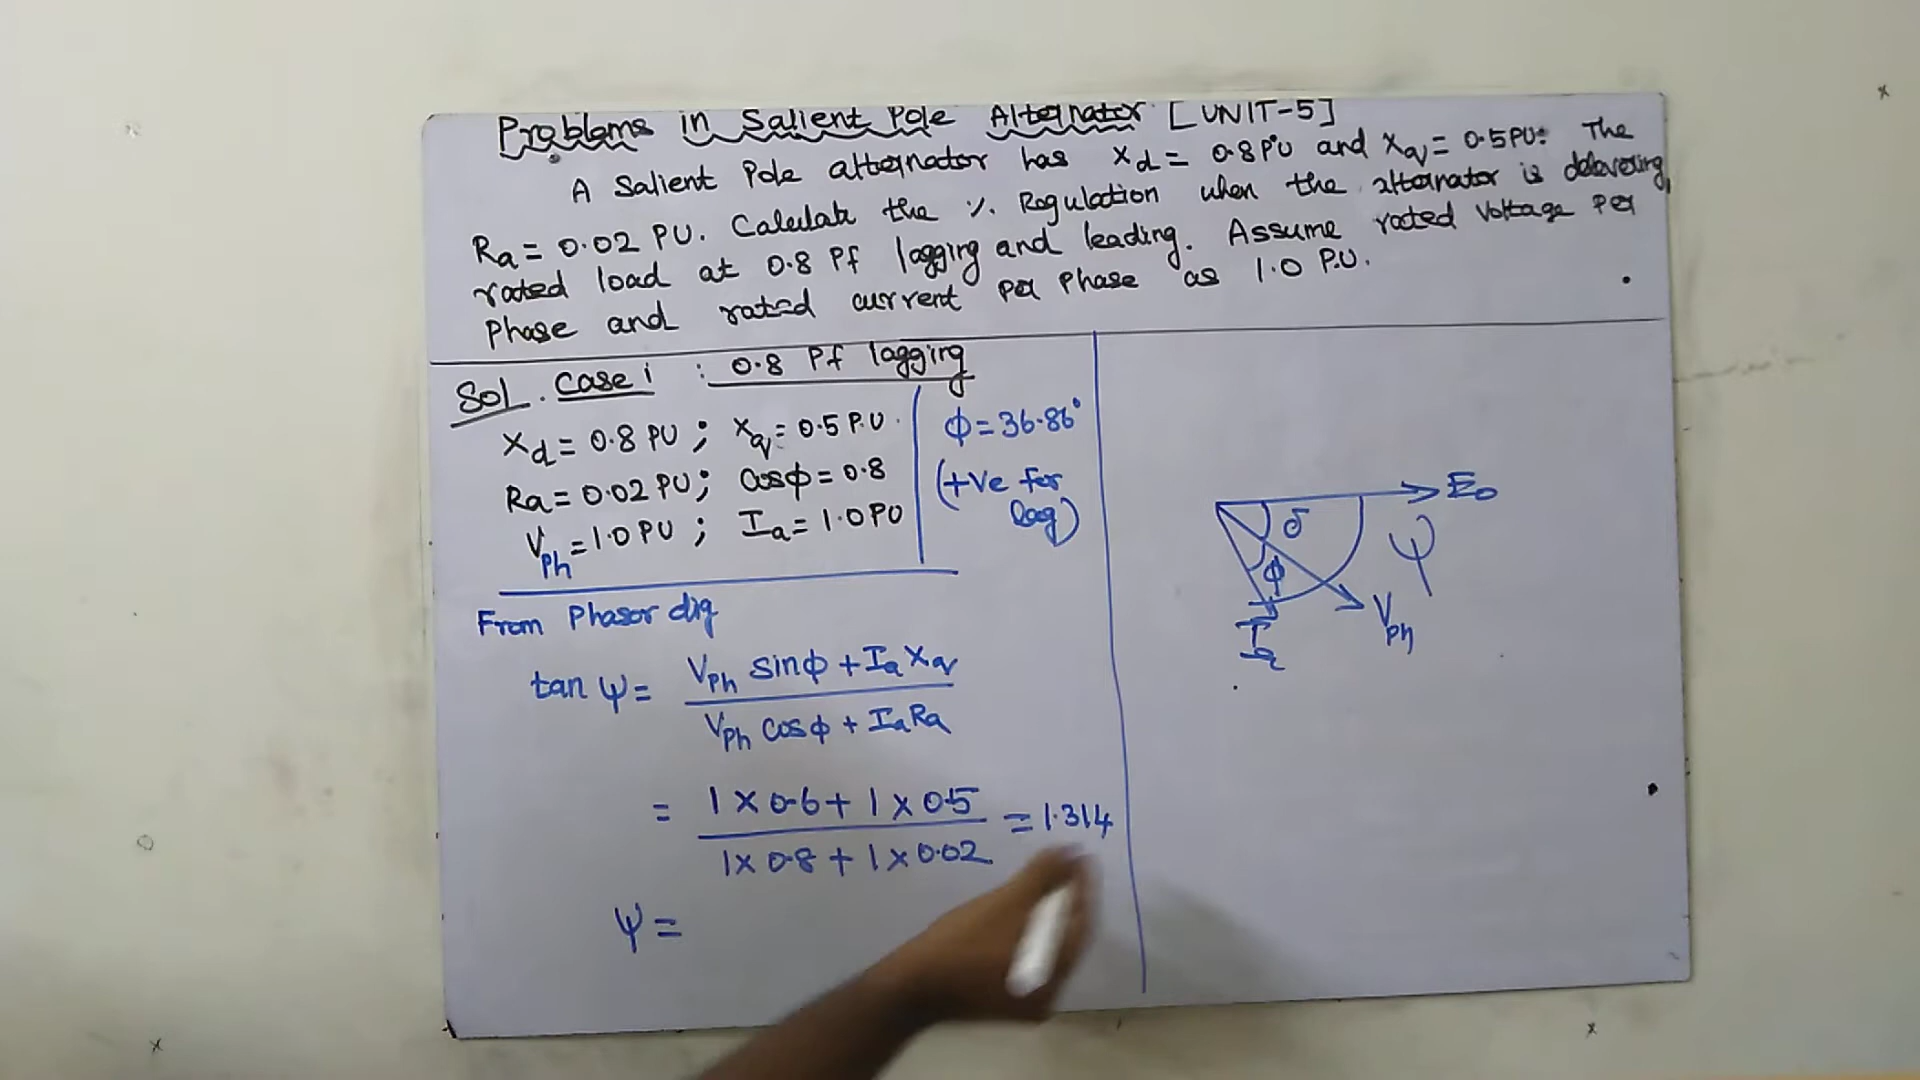 Problems in Salient Pole Alternator [UNIT-5]
A Salient Pole alternator has Xd = 0.8 PU and Xq = 0.5 PU. The
Ra = 0.02 PU. Calculate the %. Regulation when the alternator is delavering
rated load at 0.8 Pf lagging and leading. Assume rated Voltage per
Phase and rated current per Phase as 1.0 P.U.
Sol. Case 1 : 0.8 Pf lagging
Xd = 0.8 PU ; Xq = 0.5 P.U.
Ra = 0.02 PU ; cosϕ = 0.8
Vph = 1.0 PU ; Ia = 1.0 PU
ϕ = 36.86°
(+Ve for
lag)
From Phasor dig
tan ψ = Vph sinϕ + Ia Xq
Vph cosϕ + Ia Ra
= 1 × 0.6 + 1 × 0.5 = 1.314
1 × 0.8 + 1 × 0.02
ψ =
E0
δ
ψ
ϕ
Vph
Ia